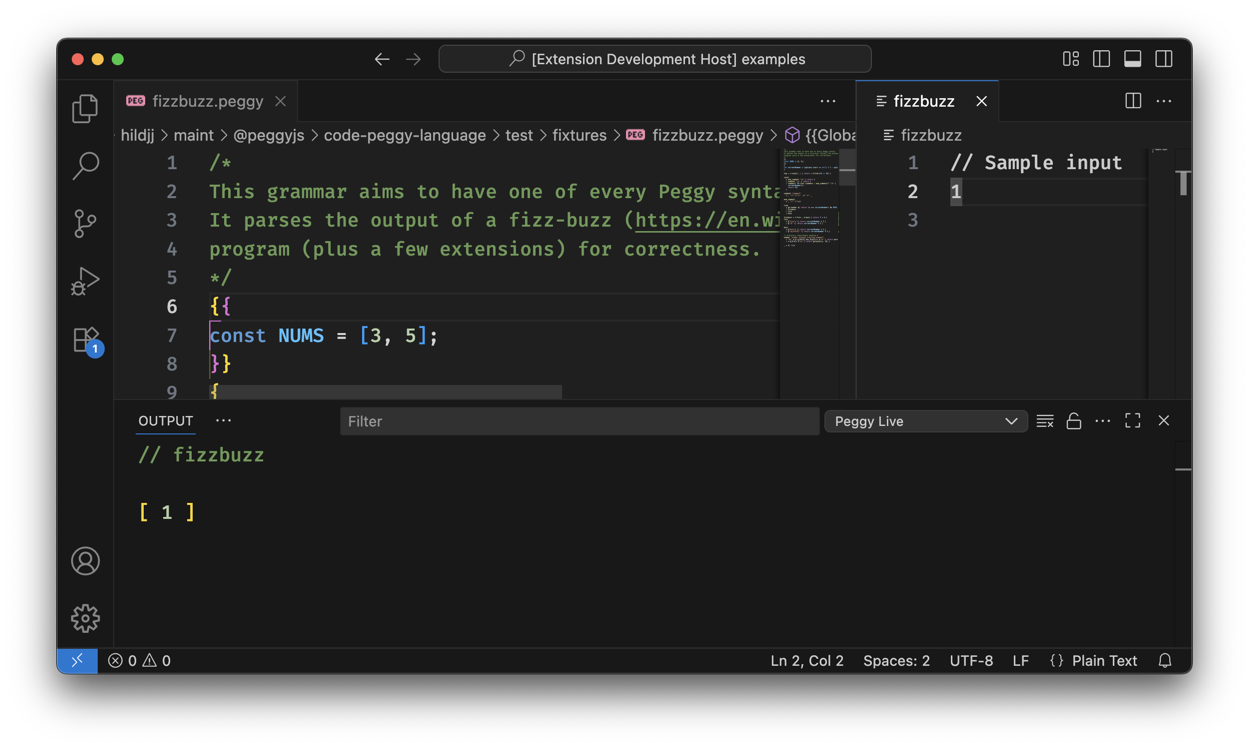 [Extension Development Host] examples
PEG fizzbuzz.peggy
hildjj > maint > @peggyjs > code-peggy-language > test > fixtures > PEG fizzbuzz.peggy > {{Globa
1 /*
2 This grammar aims to have one of every Peggy synta
3 It parses the output of a fizz-buzz (https://en.wi
4 program (plus a few extensions) for correctness.
5 */
6 {{
7 const NUMS = [3, 5];
8 }}
9 {
fizzbuzz
fizzbuzz
1 // Sample input
2 1
3
1
OUTPUT
Filter
Peggy Live
// fizzbuzz
[ 1 ]
0 0
Ln 2, Col 2 Spaces: 2 UTF-8 LF {} Plain Text